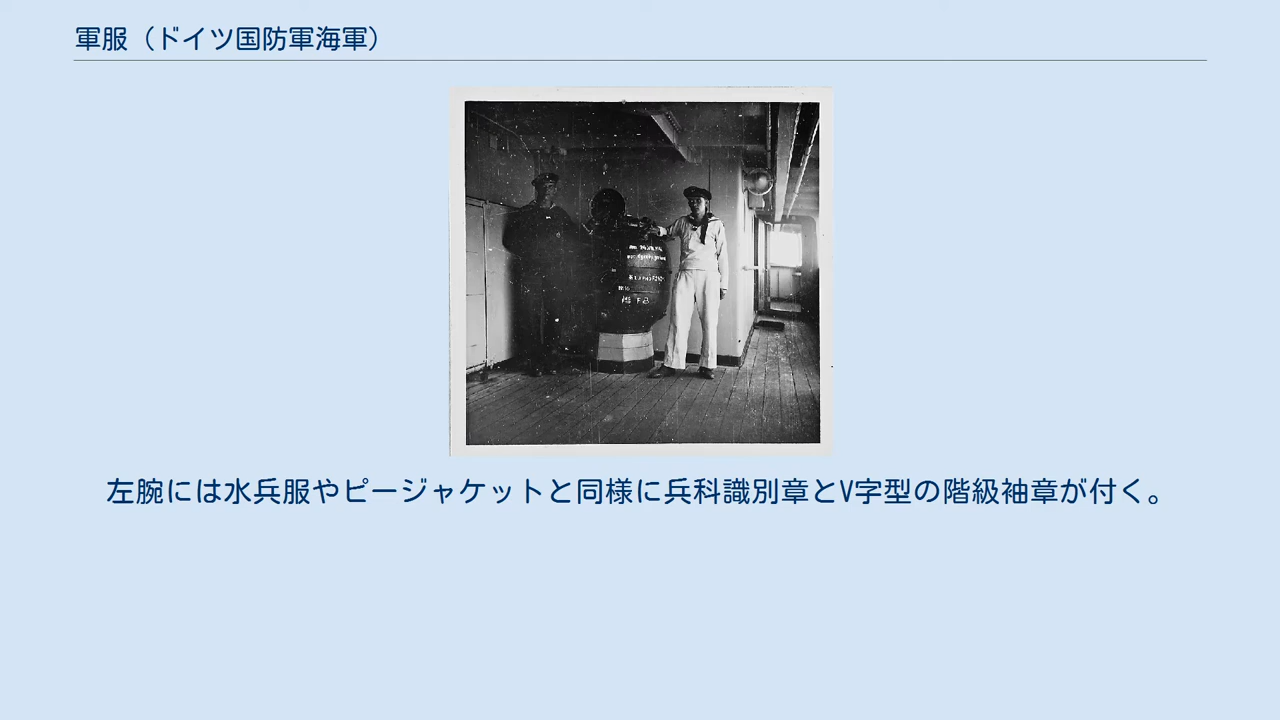 軍服（ドイツ国防軍海軍）
左腕には水兵服やピージャケットと同様に兵科識別章とV字型の階級袖章が付く。